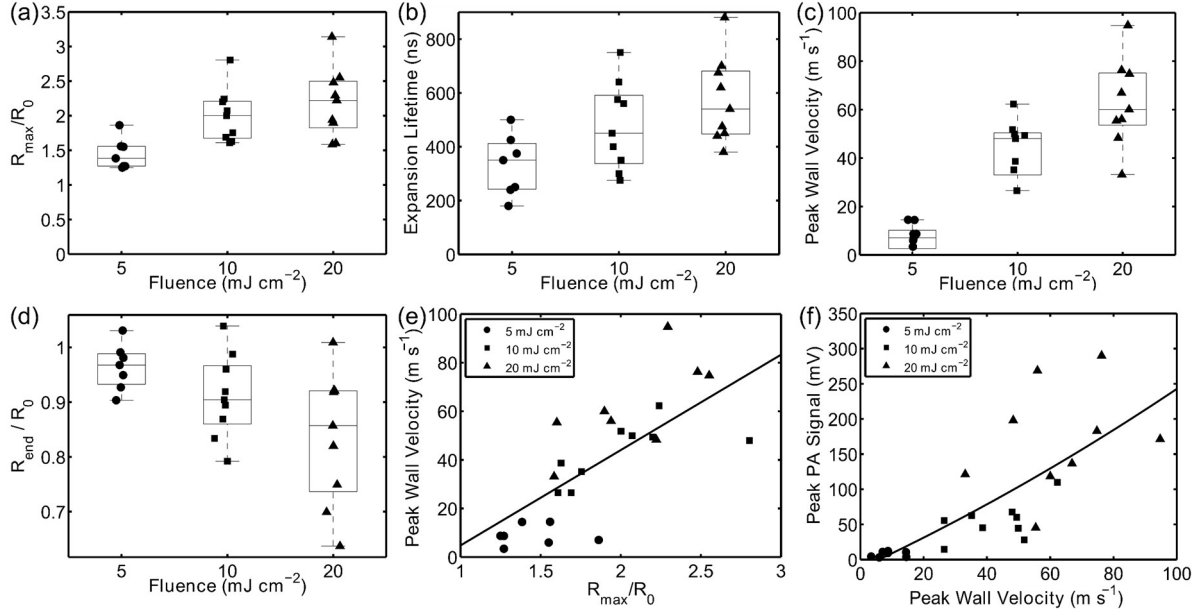 (a)
R_max/R_0
3.5
3
2.5
2
1.5
1
0.5
0
5 10 20
Fluence (mJ cm⁻²)
(b)
Expansion Lifetime (ns)
800
600
400
200
0
5 10 20
Fluence (mJ cm⁻²)
(c)
Peak Wall Velocity (m s⁻¹)
100
80
60
40
20
0
5 10 20
Fluence (mJ cm⁻²)
(d)
R_end / R_0
1
0.9
0.8
0.7
5 10 20
Fluence (mJ cm⁻²)
(e)
Peak Wall Velocity (m s⁻¹)
100
80
60
40
20
0
5 mJ cm⁻²
10 mJ cm⁻²
20 mJ cm⁻²
1 1.5 2 2.5 3
R_max/R_0
(f)
Peak PA Signal (mV)
350
300
250
200
150
100
50
0
5 mJ cm⁻²
10 mJ cm⁻²
20 mJ cm⁻²
0 20 40 60 80 100
Peak Wall Velocity (m s⁻¹)